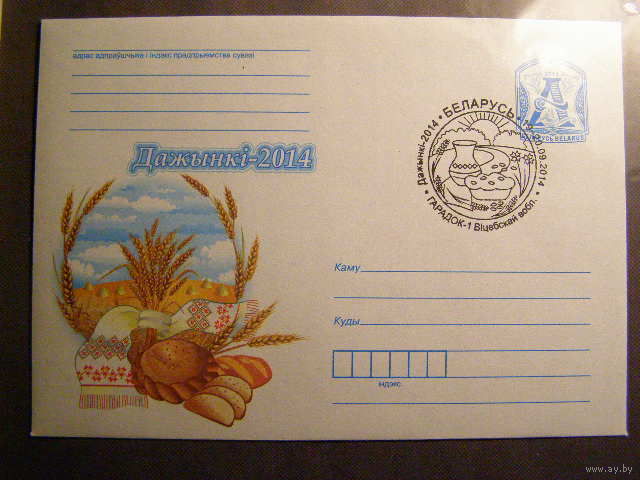 адрас адпраўшчыка і індэкс прадпрыемства сувязі
Дажынкі-2014
Дажынкі-2014 • БЕЛАРУСЬ •
09.2014
• ГАРАДОК-1 Віцебскай вобл. •
BELARUS
Каму
Куды
індэкс
www.ay.by